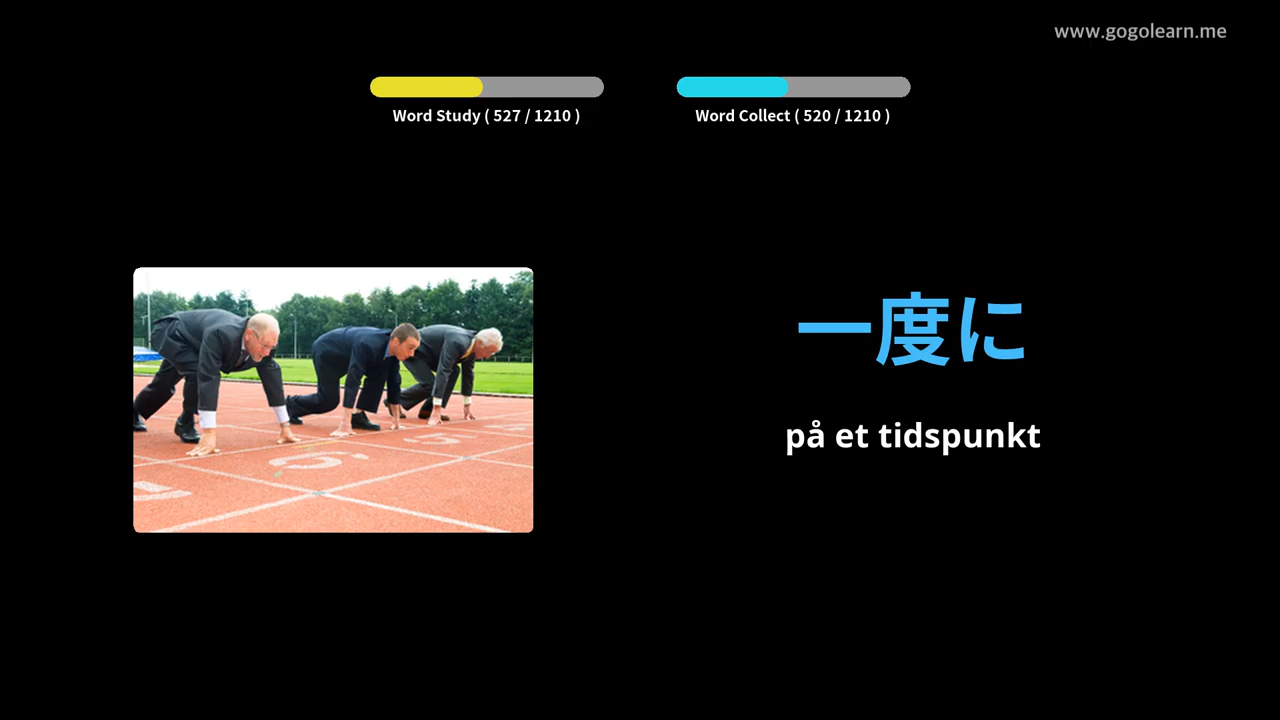 www.gogolearn.me
Word Study ( 527 / 1210 )
Word Collect ( 520 / 1210 )
一度に
på et tidspunkt